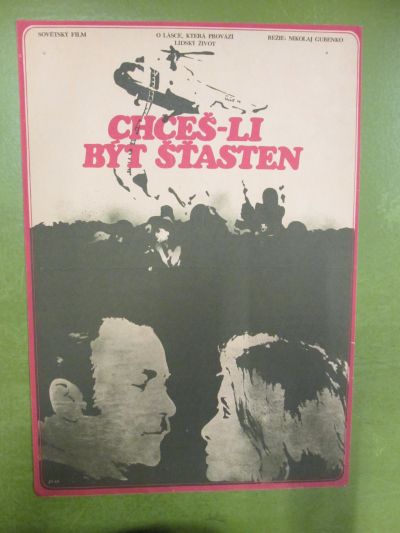 SOVĚTSKÝ FILM
O LÁSCE, KTERÁ PROVÁZÍ
LIDSKÝ ŽIVOT
REŽIE: NIKOLAJ GUBENKO
CHCEŠ-LI
BÝT ŠŤASTEN